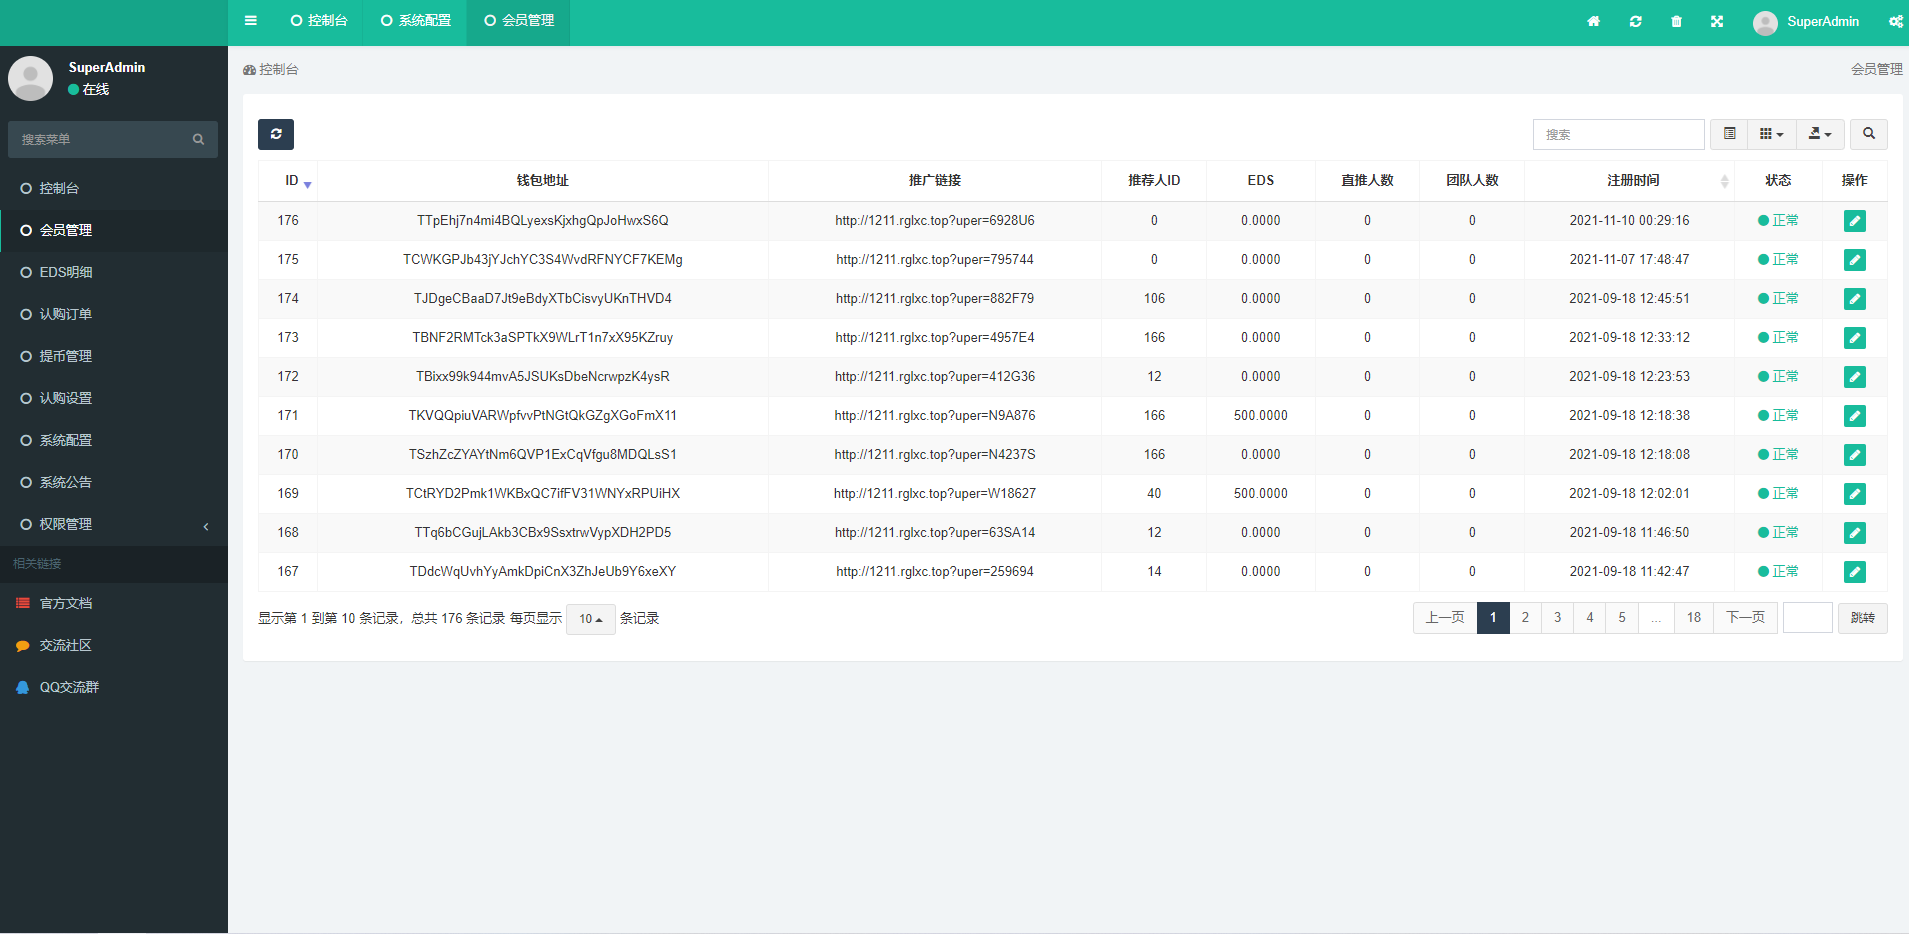 控制台 系统配置 会员管理 SuperAdmin
SuperAdmin
在线
搜索菜单
控制台
会员管理
EDS明细
认购订单
提币管理
认购设置
系统配置
系统公告
权限管理
相关链接
官方文档
交流社区
QQ交流群
控制台 会员管理
搜索
ID 钱包地址 推广链接 推荐人ID EDS 直推人数 团队人数 注册时间 状态 操作
176 TTpEhj7n4mi4BQLyexsKjxhgQpJoHwxS6Q http://1211.rglxc.top?uper=6928U6 0 0.0000 0 0 2021-11-10 00:29:16 正常
175 TCWKGPJb43jYJchYC3S4WvdRFNYCF7KEMg http://1211.rglxc.top?uper=795744 0 0.0000 0 0 2021-11-07 17:48:47 正常
174 TJDgeCBaaD7Jt9eBdyXTbCisvyUKnTHVD4 http://1211.rglxc.top?uper=882F79 106 0.0000 0 0 2021-09-18 12:45:51 正常
173 TBNF2RMTck3aSPTkX9WLrT1n7xX95KZruy http://1211.rglxc.top?uper=4957E4 166 0.0000 0 0 2021-09-18 12:33:12 正常
172 TBixx99k944mvA5JSUKsDbeNcrwpzK4ysR http://1211.rglxc.top?uper=412G36 12 0.0000 0 0 2021-09-18 12:23:53 正常
171 TKVQQpiuVARWpfvvPtNGtQkGZgXGoFmX11 http://1211.rglxc.top?uper=N9A876 166 500.0000 0 0 2021-09-18 12:18:38 正常
170 TSzhZcZYAYtNm6QVP1ExCqVfgu8MDQLsS1 http://1211.rglxc.top?uper=N4237S 166 0.0000 0 0 2021-09-18 12:18:08 正常
169 TCtRYD2Pmk1WKBxQC7ifFV31WNYxRPUiHX http://1211.rglxc.top?uper=W18627 40 500.0000 0 0 2021-09-18 12:02:01 正常
168 TTq6bCGujLAkb3CBx9SsxtrwVypXDH2PD5 http://1211.rglxc.top?uper=63SA14 12 0.0000 0 0 2021-09-18 11:46:50 正常
167 TDdcWqUvhYyAmkDpiCnX3ZhJeUb9Y6xeXY http://1211.rglxc.top?uper=259694 14 0.0000 0 0 2021-09-18 11:42:47 正常
显示第 1 到第 10 条记录，总共 176 条记录 每页显示 10 条记录 上一页 1 2 3 4 5 ... 18 下一页 跳转